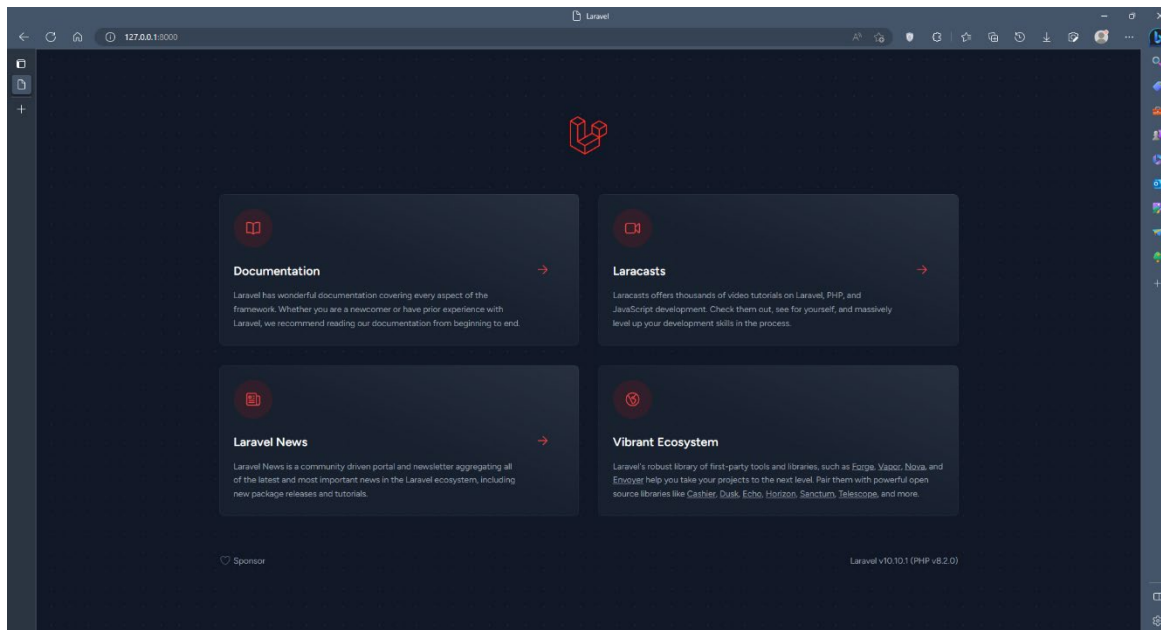 Laravel
127.0.0.1:8000
Documentation
Laravel has wonderful documentation covering every aspect of the
framework. Whether you are a newcomer or have prior experience with
Laravel, we recommend reading our documentation from beginning to end.
Laracasts
Laracasts offers thousands of video tutorials on Laravel, PHP, and
JavaScript development. Check them out, see for yourself, and massively
level up your development skills in the process.
Laravel News
Laravel News is a community driven portal and newsletter aggregating all
of the latest and most important news in the Laravel ecosystem, including
new package releases and tutorials.
Vibrant Ecosystem
Laravel's robust library of first-party tools and libraries, such as Forge, Vapor, Nova, and
Envoyer help you take your projects to the next level. Pair them with powerful open
source libraries like Cashier, Dusk, Echo, Horizon, Sanctum, Telescope, and more.
Sponsor
Laravel v10.10.1 (PHP v8.2.0)